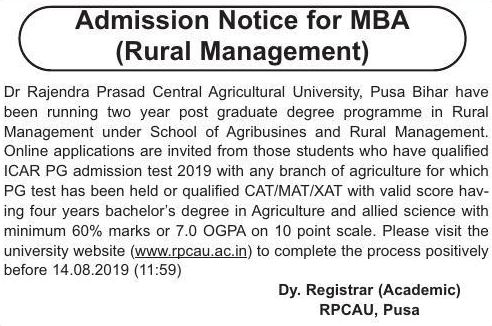 Admission Notice for MBA
(Rural Management)
Dr Rajendra Prasad Central Agricultural University, Pusa Bihar have
been running two year post graduate degree programme in Rural
Management under School of Agribusines and Rural Management.
Online applications are invited from those students who have qualified
ICAR PG admission test 2019 with any branch of agriculture for which
PG test has been held or qualified CAT/MAT/XAT with valid score hav-
ing four years bachelor's degree in Agriculture and allied science with
minimum 60% marks or 7.0 OGPA on 10 point scale. Please visit the
university website (www.rpcau.ac.in) to complete the process positively
before 14.08.2019 (11:59)
Dy. Registrar (Academic)
RPCAU, Pusa